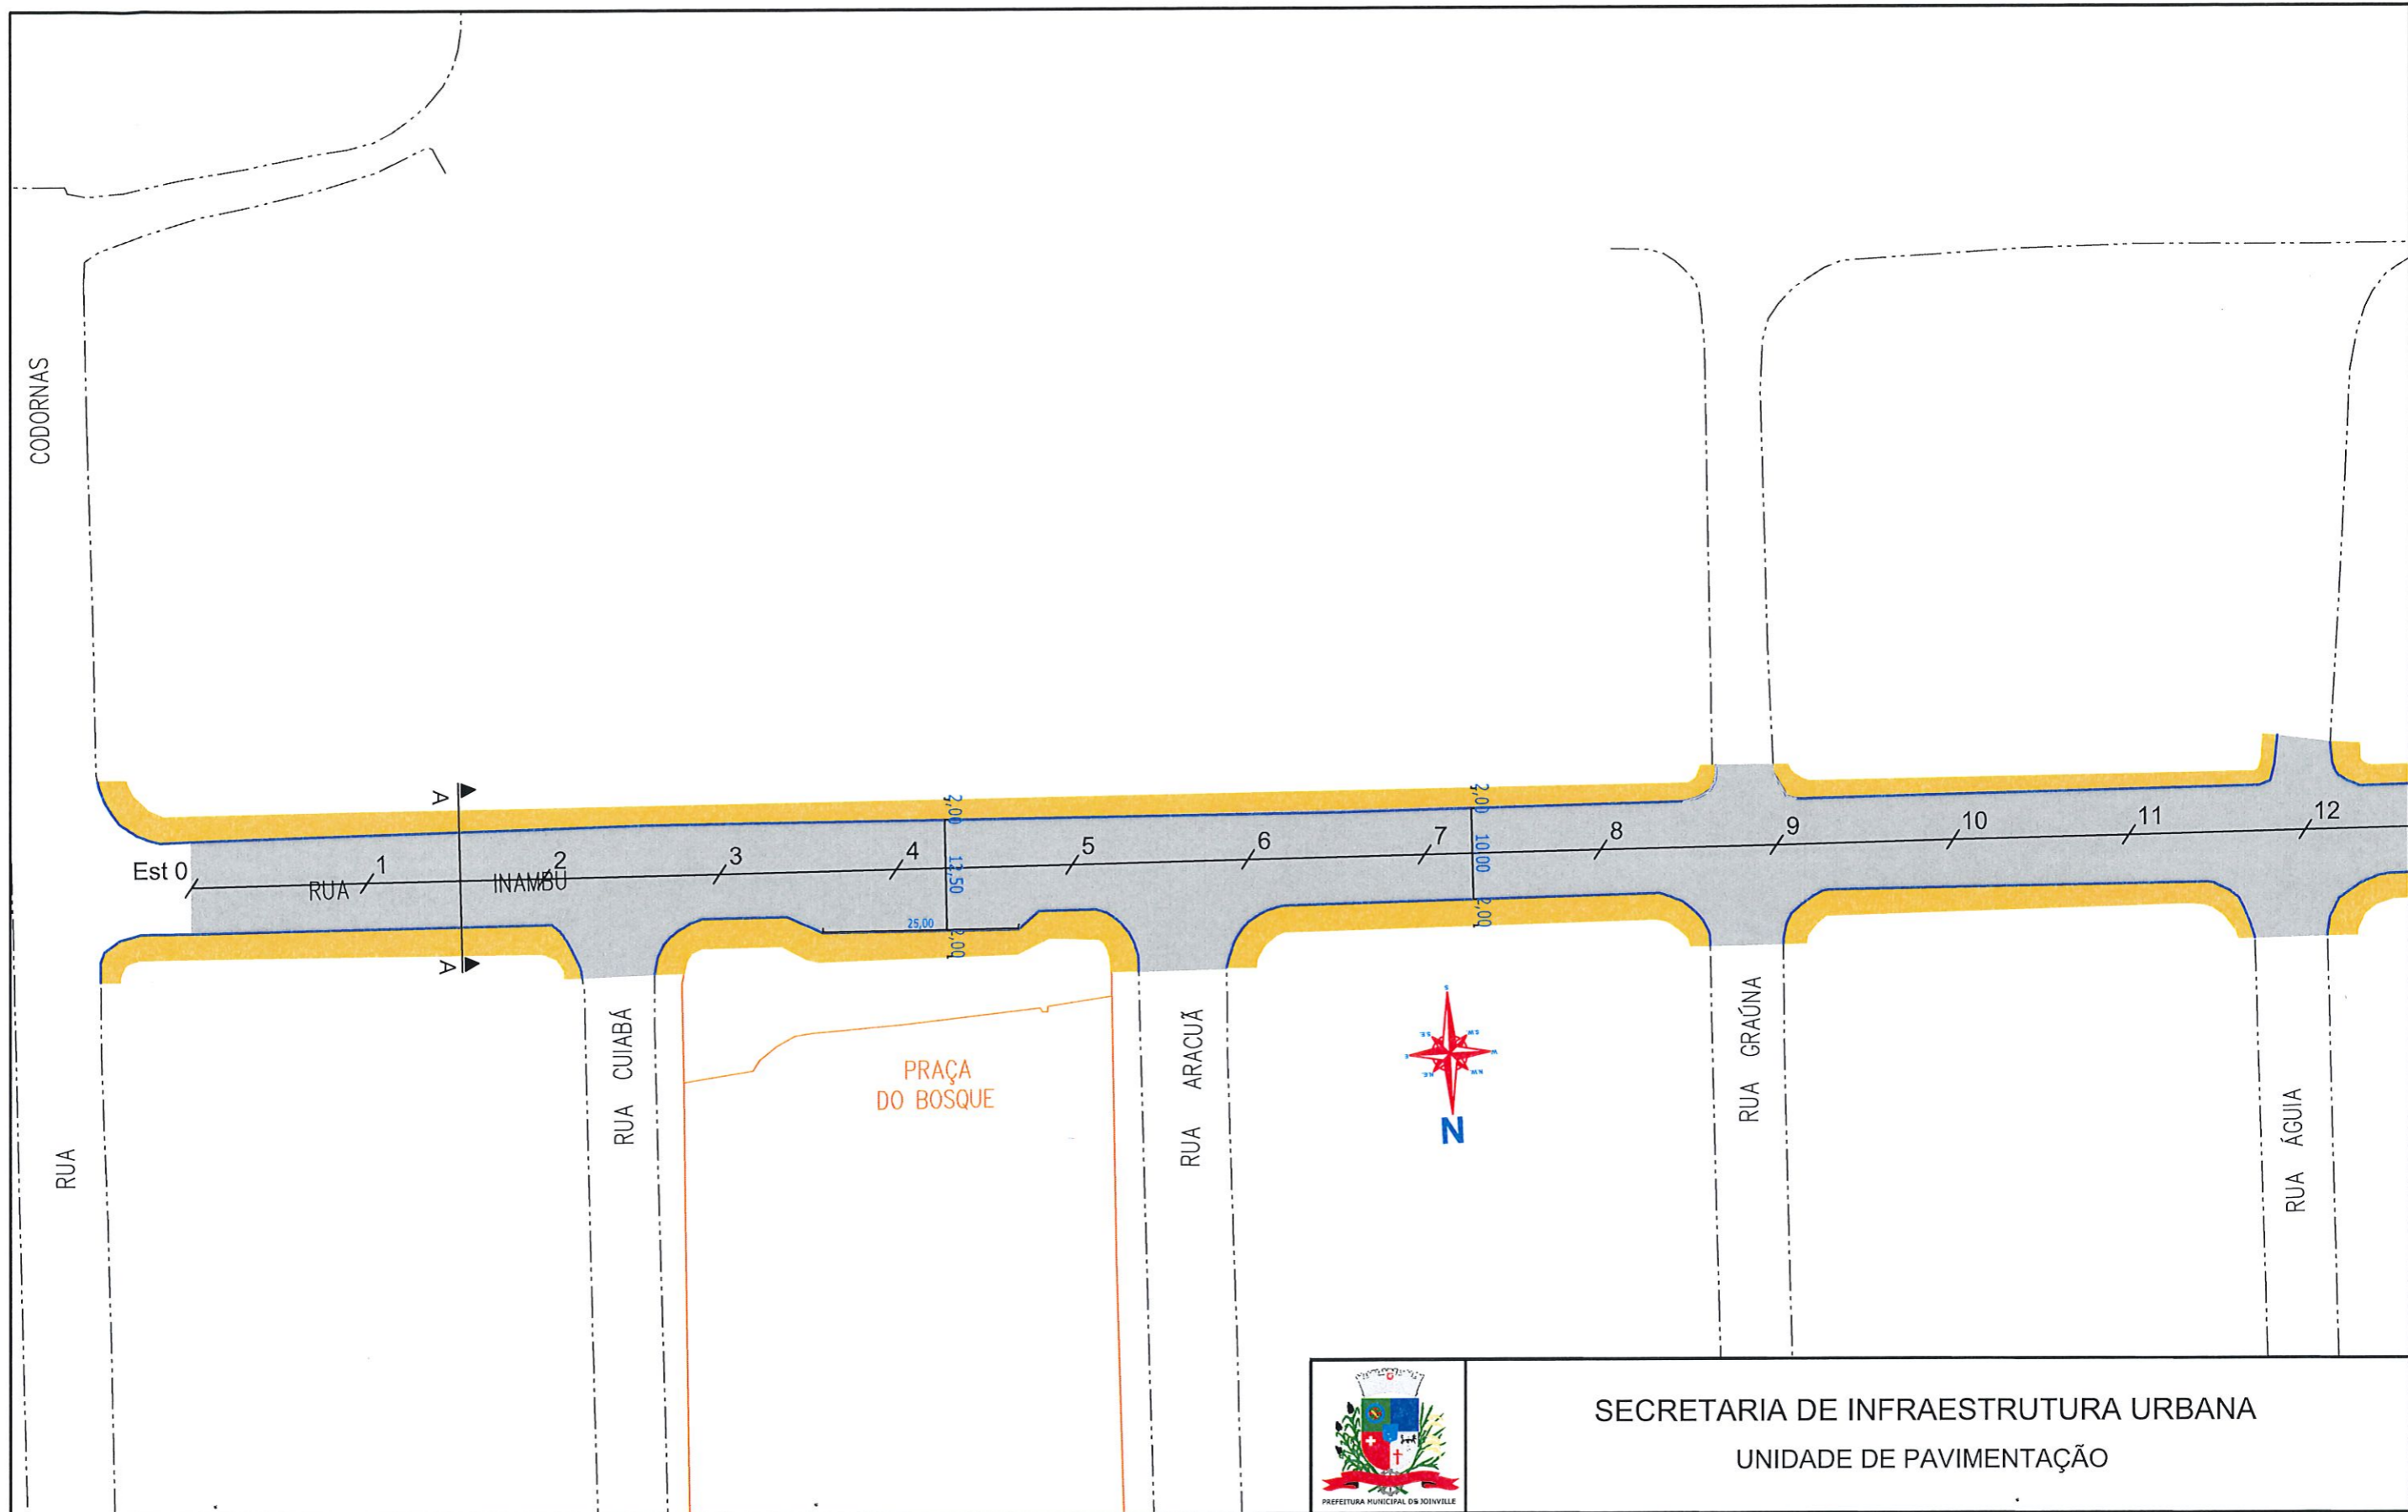 CODORNAS
A
2,00
2,00
Est 0
1
2
3
4
5
6
7
8
9
10
11
12
RUA
INAMBÚ
12,50
10,00
25,00
2,00
2,00
A
RUA
RUA CUIABÁ
PRAÇA
DO BOSQUE
RUA ARACUÃ
S
S.E.
S.W.
E
W
N.E.
N.W.
N
RUA GRAÚNA
RUA ÁGUIA
PREFEITURA MUNICIPAL DE JOINVILLE
SECRETARIA DE INFRAESTRUTURA URBANA
UNIDADE DE PAVIMENTAÇÃO